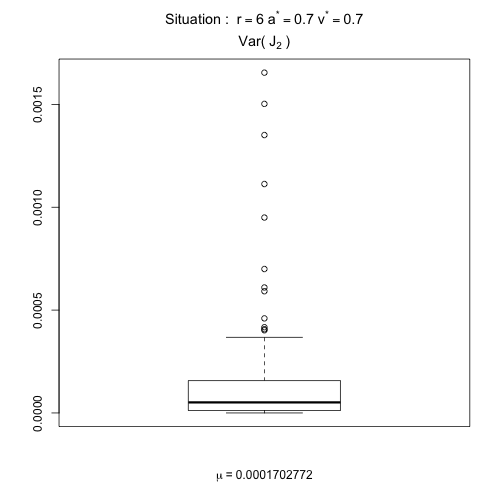 Situation : r = 6 a* = 0.7 v* = 0.7
Var( J₂ )
0.0015
0.0010
0.0005
0.0000
μ = 0.0001702772